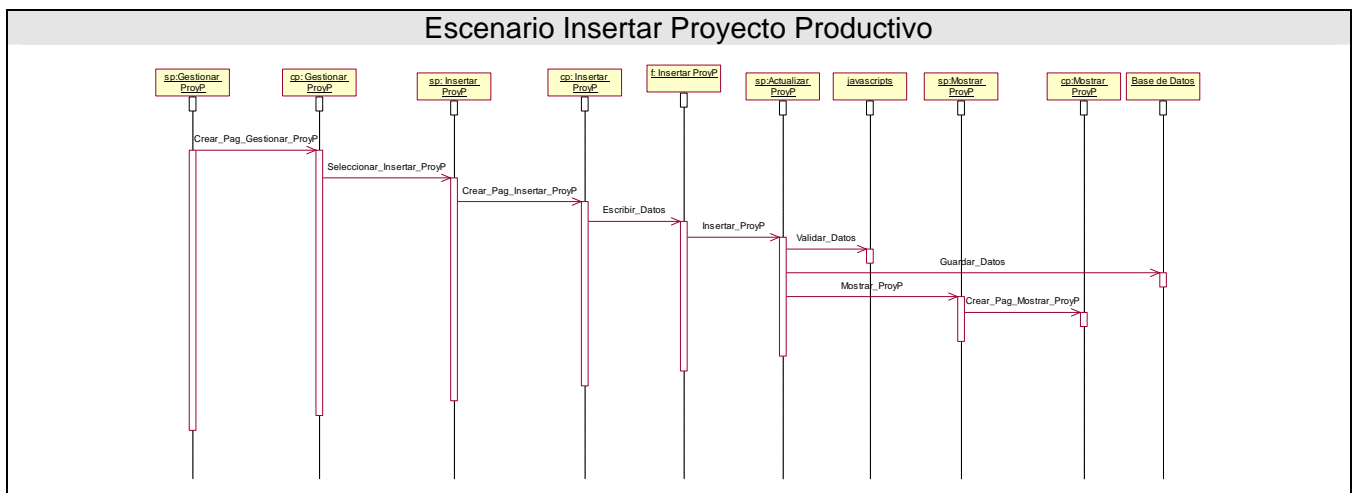 Escenario Insertar Proyecto Productivo
sp:Gestionar
ProyP
cp: Gestionar
ProyP
sp: Insertar
ProyP
cp: Insertar
ProyP
f: Insertar ProyP
sp:Actualizar
ProyP
javascripts
sp:Mostrar
ProyP
cp:Mostrar
ProyP
Base de Datos
Crear_Pag_Gestionar_ProyP
Seleccionar_Insertar_ProyP
Crear_Pag_Insertar_ProyP
Escribir_Datos
Insertar_ProyP
Validar_Datos
Guardar_Datos
Mostrar_ProyP
Crear_Pag_Mostrar_ProyP